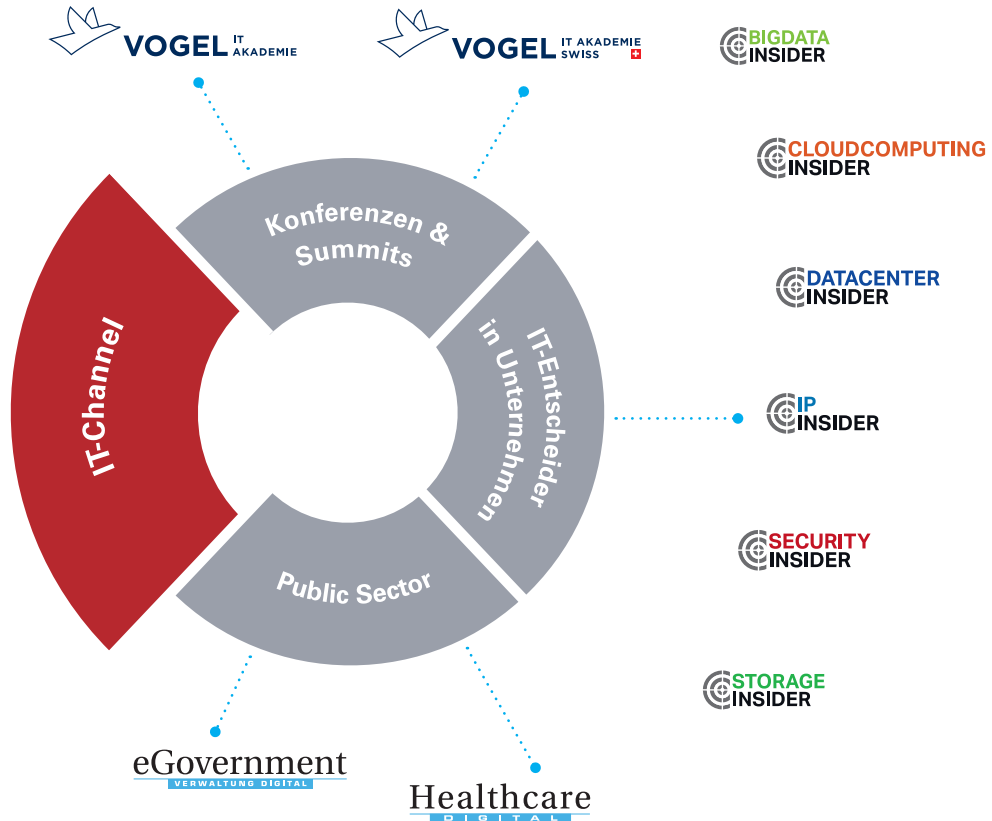 VOGEL IT
AKADEMIE
VOGEL IT AKADEMIE
SWISS
BIGDATA
INSIDER
CLOUDCOMPUTING
INSIDER
Konferenzen &
Summits
DATACENTER
INSIDER
IT-Channel
IT-Entscheider
in Unternehmen
IP
INSIDER
SECURITY
INSIDER
Public Sector
STORAGE
INSIDER
eGovernment
VERWALTUNG DIGITAL
Healthcare
DIGITAL